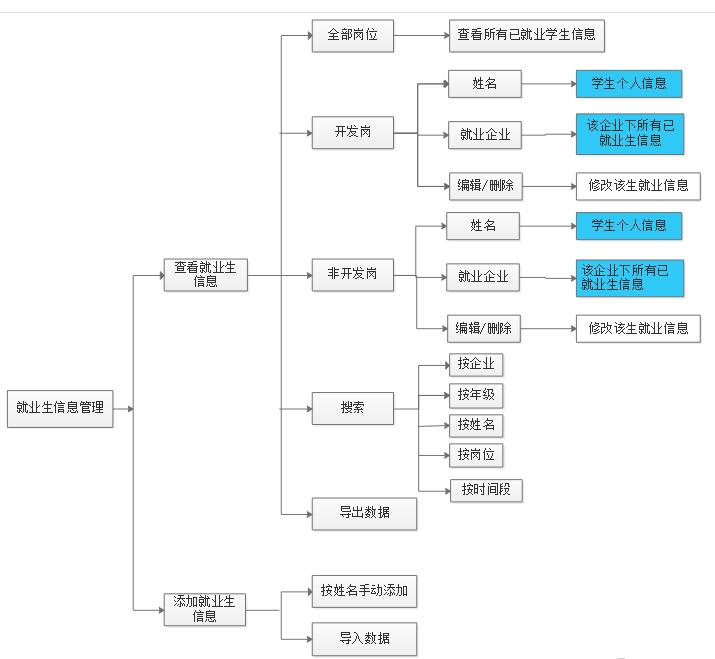 全部岗位
查看所有已就业学生信息
姓名
学生个人信息
开发岗
就业企业
该企业下所有已
就业生信息
编辑/删除
修改该生就业信息
姓名
学生个人信息
查看就业生
信息
非开发岗
就业企业
该企业下所有已
就业生信息
编辑/删除
修改该生就业信息
按企业
按年级
就业生信息管理
搜索
按姓名
按岗位
按时间段
导出数据
添加就业生
信息
按姓名手动添加
导入数据